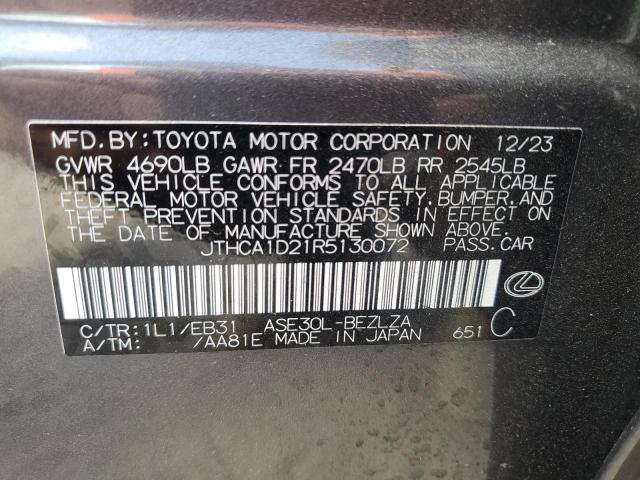 MFD. BY: TOYOTA MOTOR CORPORATION 12/23
GVWR 4690LB GAWR FR 2470LB RR 2545LB
THIS VEHICLE CONFORMS TO ALL APPLICABLE
FEDERAL MOTOR VEHICLE SAFETY, BUMPER, AND
THEFT PREVENTION STANDARDS IN EFFECT ON
THE DATE OF MANUFACTURE SHOWN ABOVE.
JTHCA1D21R5130072 PASS. CAR
C/TR: 1L1/EB31 ASE30L-BEZLZA
A/TM: /AA81E MADE IN JAPAN 651 C